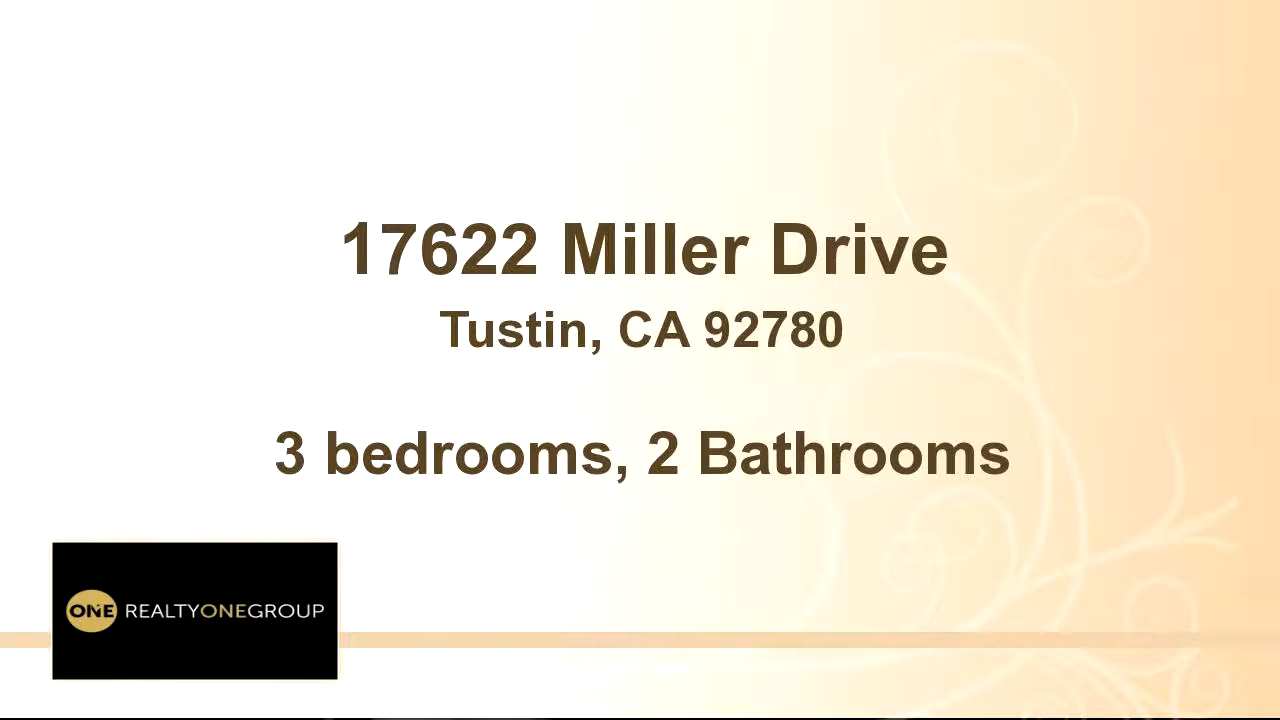 17622 Miller Drive
Tustin, CA 92780
3 bedrooms, 2 Bathrooms
ONE REALTYONEGROUP